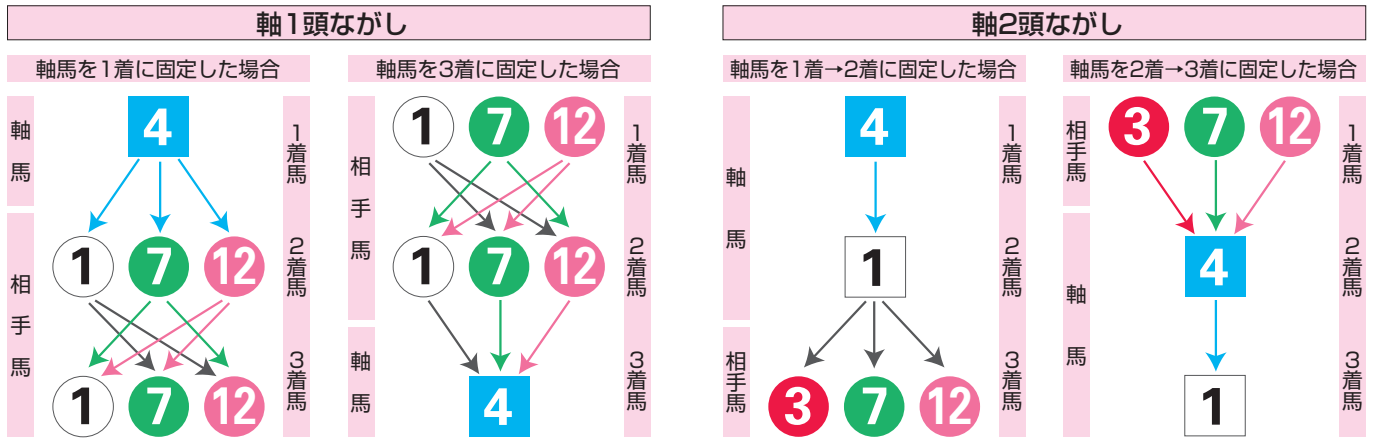 軸1頭ながし
軸馬を1着に固定した場合
軸馬
相手馬
4
1 7 12
1 7 12
1着馬
2着馬
3着馬
軸馬を3着に固定した場合
相手馬
軸馬
1 7 12
1 7 12
4
1着馬
2着馬
3着馬
軸2頭ながし
軸馬を1着→2着に固定した場合
軸馬
相手馬
4
1
3 7 12
1着馬
2着馬
3着馬
軸馬を2着→3着に固定した場合
相手馬
軸馬
3 7 12
4
1
1着馬
2着馬
3着馬